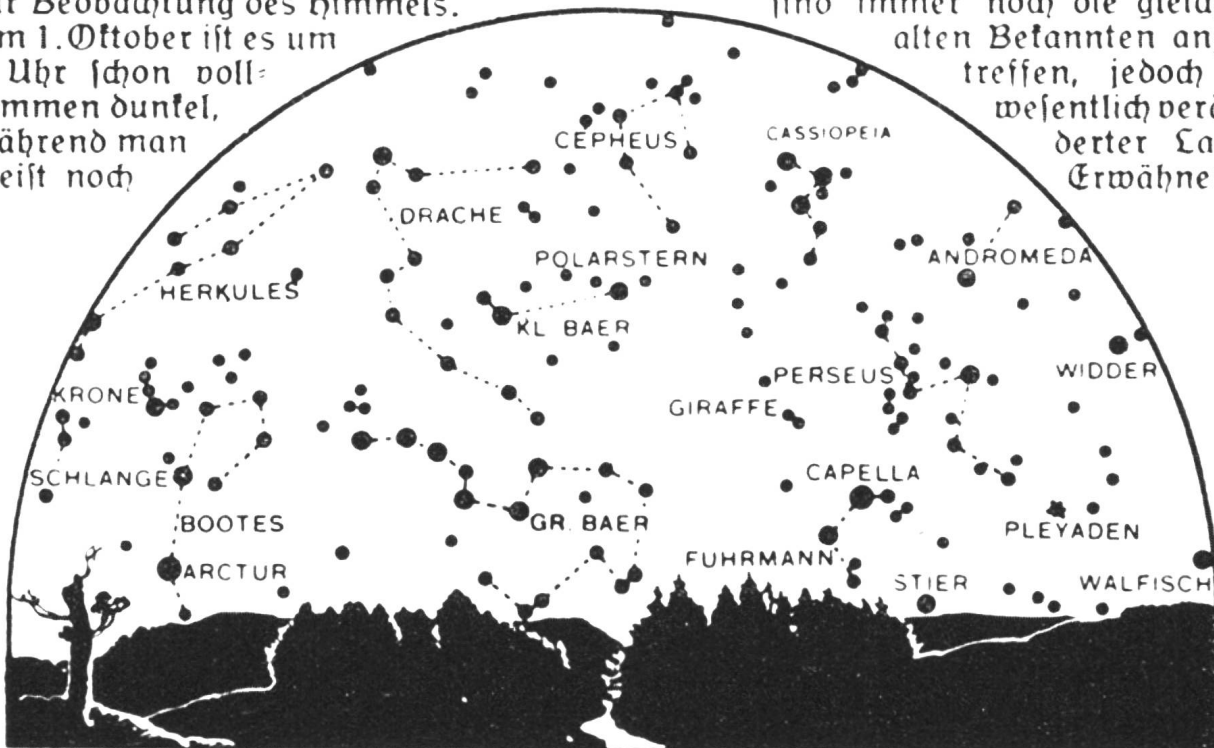 Beobachtung des Himmels.
m 1. Oktober ist es um
Uhr schon voll=
mmen dunkel,
ährend man
eist noch
sind immer noch die
alten Bekannten an
treffen, jedoch
wesentlich verä
derter La
Erwähne
CEPHEUS
CASSIOPEIA
DRACHE
POLARSTERN
ANDROMEDA
HERKULES
KL BAER
KRONE
PERSEUS
WIDDER
GIRAFFE
SCHLANGE
CAPELLA
BOOTES
GR. BAER
PLEYADEN
ARCTUR
FUHRMANN
STIER
WALFISCH